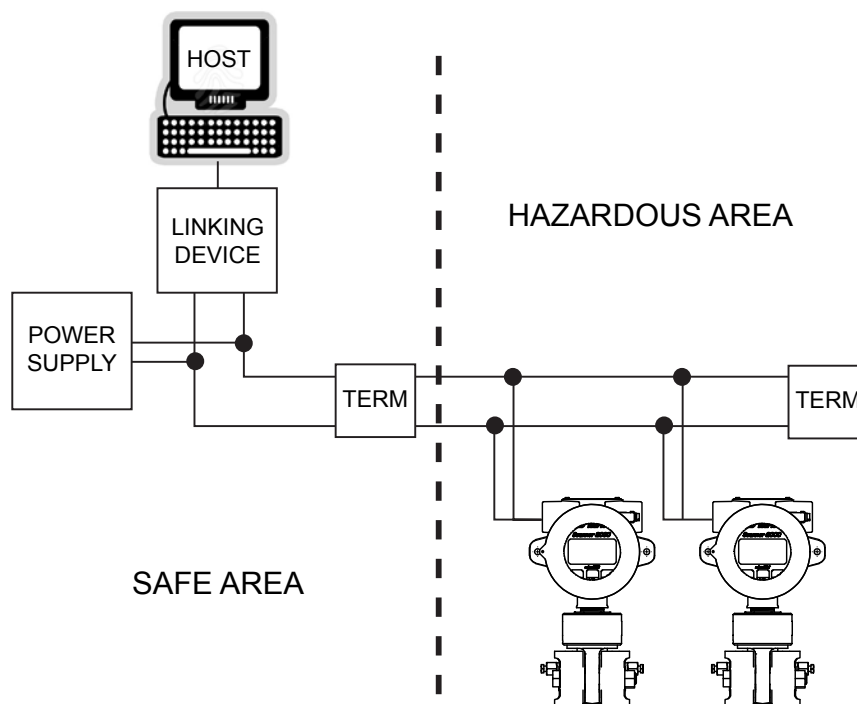 HOST
LINKING
DEVICE
HAZARDOUS AREA
POWER
SUPPLY
TERM
TERM
SAFE AREA